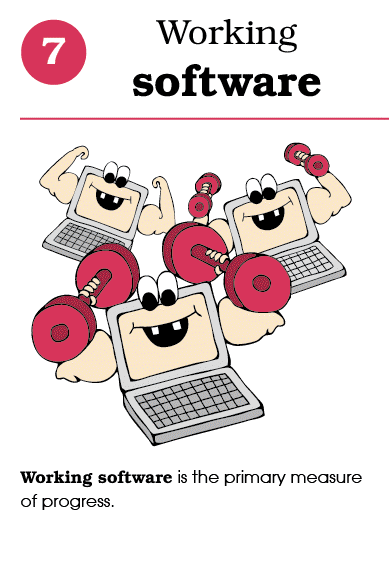 7
Working
software
Working software is the primary measure
of progress.